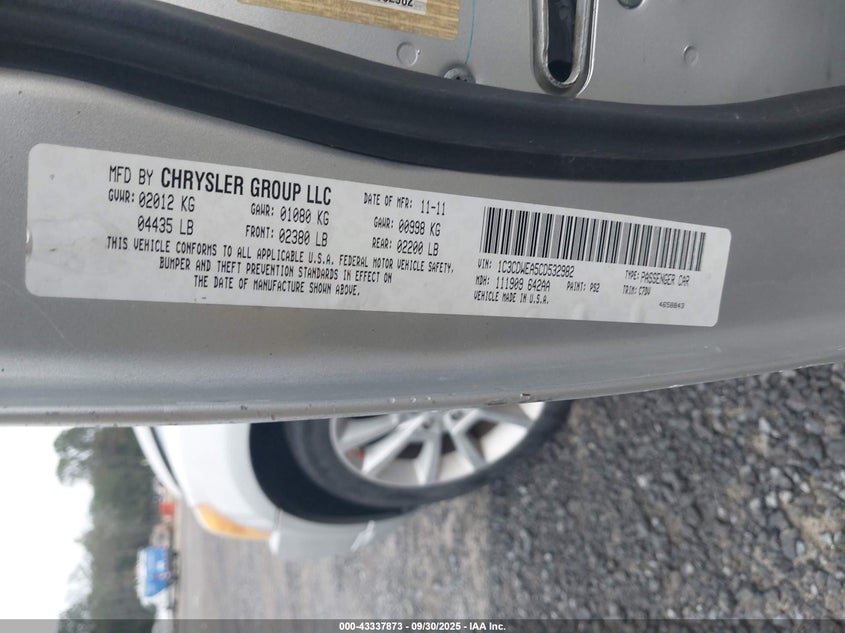 MFD BY CHRYSLER GROUP LLC
DATE OF MFR: 11-11
GVWR: 02012 KG
04435 LB
GAWR: 01080 KG
FRONT: 02380 LB
GAWR: 00998 KG
REAR: 02200 LB
THIS VEHICLE CONFORMS TO ALL APPLICABLE U.S.A. FEDERAL MOTOR VEHICLE SAFETY,
BUMPER AND THEFT PREVENTION STANDARDS IN EFFECT ON
THE DATE OF MANUFACTURE SHOWN ABOVE.
VIN: 1C3CDWEA5CD532982
TYPE: PASSENGER CAR
MDH: 111909 642AA
PAINT: PS2
TRIM: C7DV
VEHICLE MADE IN U.S.A.
4658843
000-43337873 - 09/30/2025 - IAA Inc.